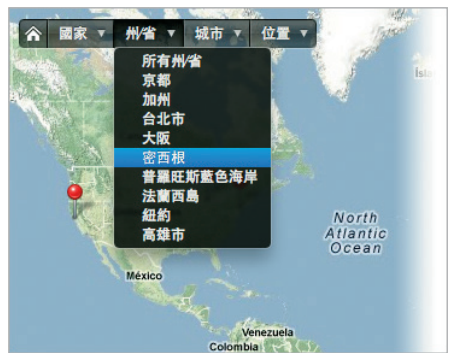 國家 ▼ 州/省 ▼ 城市 ▼ 位置 ▼
所有州/省
京都
加州
台北市
大阪
密西根
普羅旺斯藍色海岸
法蘭西島
紐約
高雄市
North
Atlantic
Ocean
México
Venezuela
Colombia